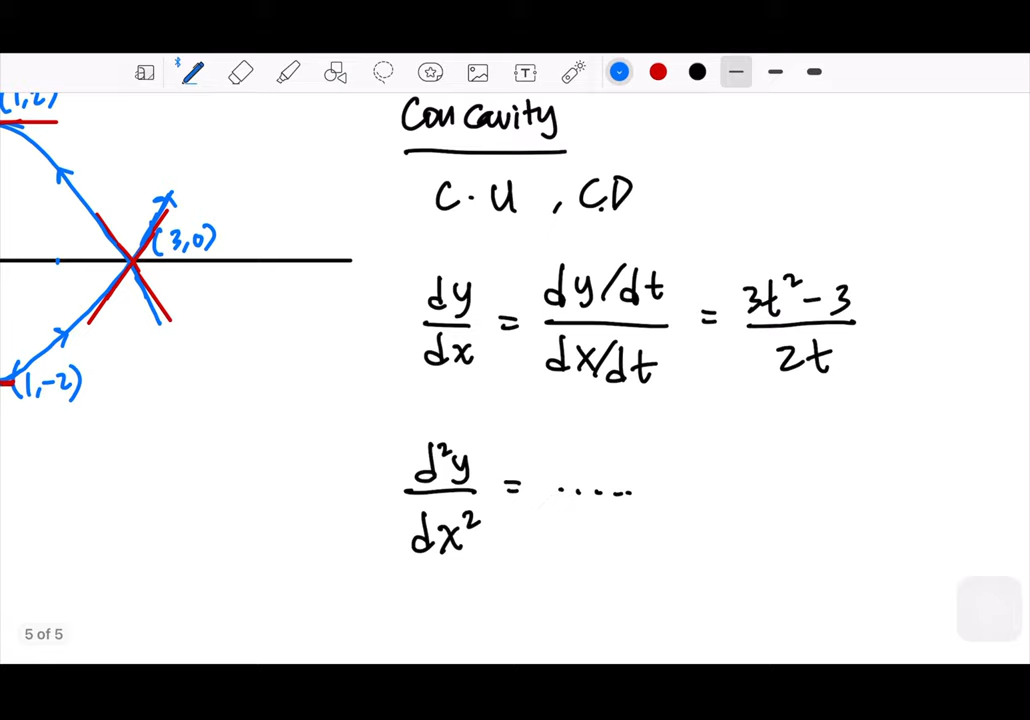 (1,2)
Concavity
C.U , C.D
(3,0)
dy/dx = (dy/dt)/(dx/dt) = (3t²-3)/2t
(1,-2)
d²y/dx² = .....
5 of 5